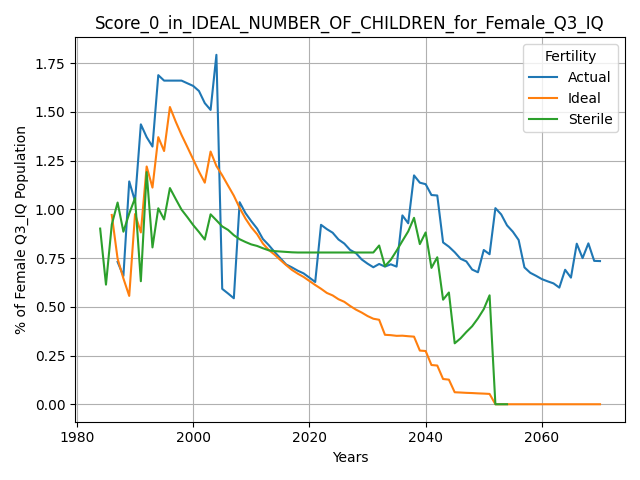 Score_0_in_IDEAL_NUMBER_OF_CHILDREN_for_Female_Q3_IQ
Fertility
Actual
Ideal
Sterile
% of Female Q3_IQ Population
1.75
1.50
1.25
1.00
0.75
0.50
0.25
0.00
1980
2000
2020
2040
2060
Years